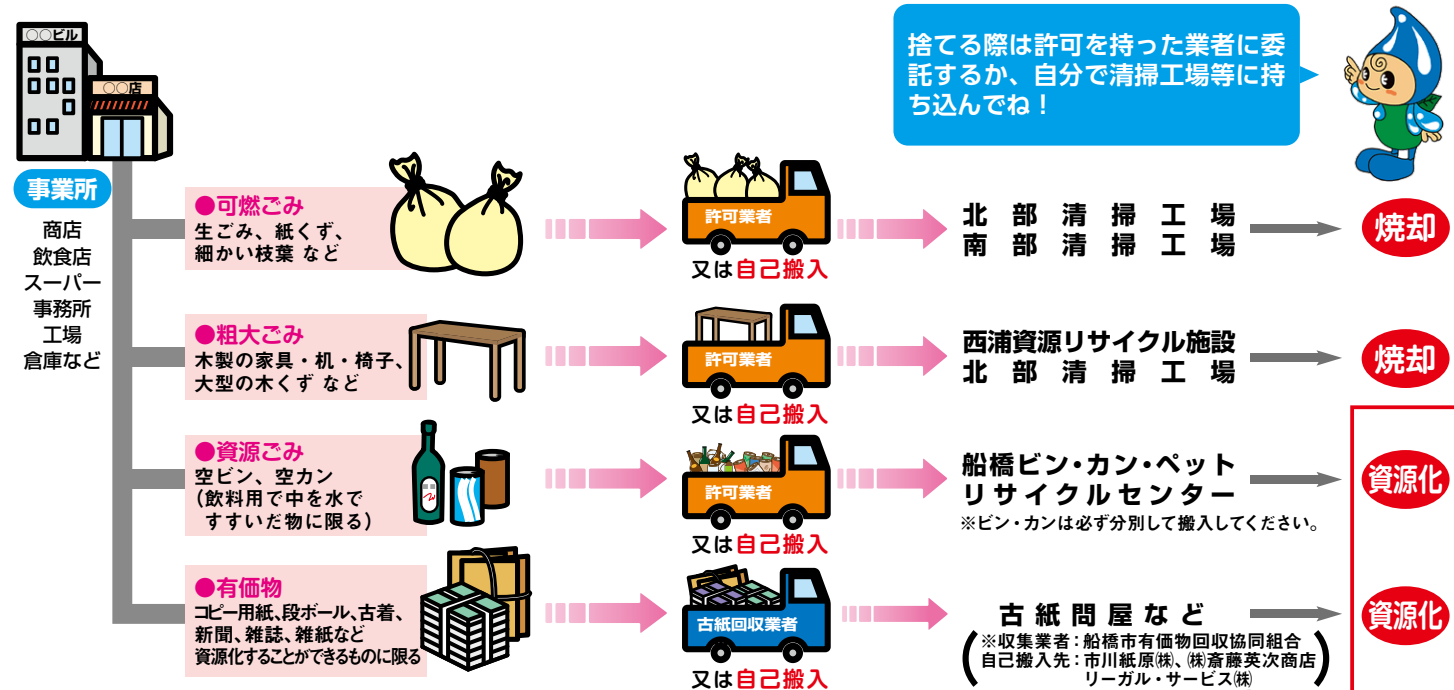 ○○ビル
○○店
捨てる際は許可を持った業者に委
託するか、自分で清掃工場等に持
ち込んでね！
事業所
商店
飲食店
スーパー
事務所
工場
倉庫など
●可燃ごみ
生ごみ、紙くず、
細かい枝葉 など
許可業者
又は自己搬入
北部清掃工場
南部清掃工場
焼却
●粗大ごみ
木製の家具・机・椅子、
大型の木くず など
許可業者
又は自己搬入
西浦資源リサイクル施設
北部清掃工場
焼却
●資源ごみ
空ビン、空カン
(飲料用で中を水で
すすいだ物に限る)
許可業者
又は自己搬入
船橋ビン・カン・ペット
リサイクルセンター
※ビン・カンは必ず分別して搬入してください。
資源化
●有価物
コピー用紙、段ボール、古着、
新聞、雑誌、雑紙など
資源化することができるものに限る
古紙回収業者
又は自己搬入
古紙問屋など
(※収集業者：船橋市有価物回収協同組合
自己搬入先：市川紙原㈱、㈱斎藤英次商店
リーガル・サービス㈱)
資源化